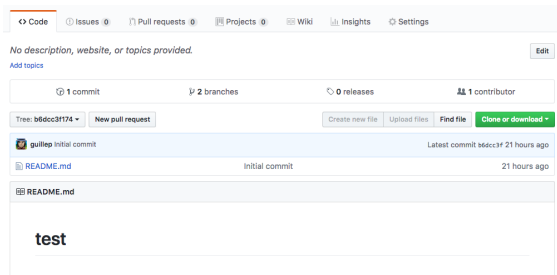 Code Issues 0 Pull requests 0 Projects 0 Wiki Insights Settings
No description, website, or topics provided. Edit
Add topics
1 commit 2 branches 0 releases 1 contributor
Tree: b6dcc3f174 New pull request Create new file Upload files Find file Clone or download
guillep Initial commit Latest commit b6dcc3f 21 hours ago
README.md Initial commit 21 hours ago
README.md
test